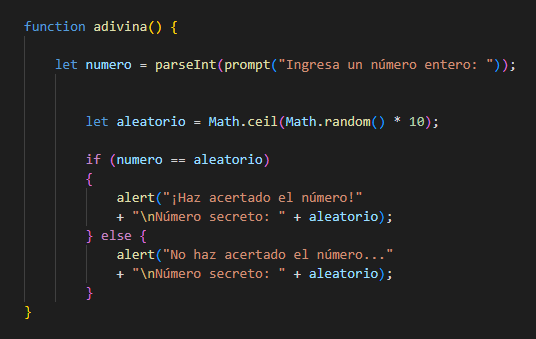 function adivina() {
let numero = parseInt(prompt("Ingresa un número entero: "));
let aleatorio = Math.ceil(Math.random() * 10);
if (numero == aleatorio)
{
alert("¡Haz acertado el número!"
+ "\nNúmero secreto: " + aleatorio);
} else {
alert("No haz acertado el número..."
+ "\nNúmero secreto: " + aleatorio);
}
}